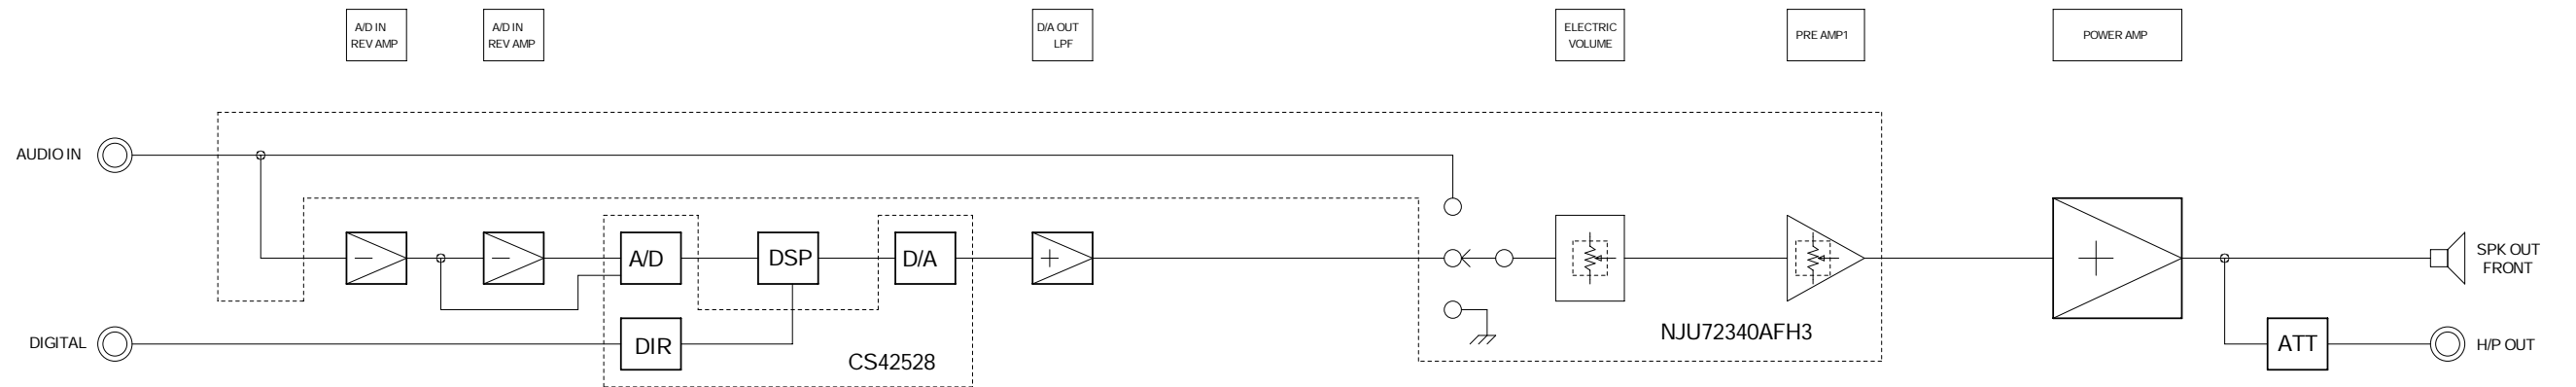 A/D IN
REV AMP
A/D IN
REV AMP
D/A OUT
LPF
ELECTRIC
VOLUME
PRE AMP1
POWER AMP
AUDIO IN
A/D
DSP
D/A
SPK OUT
FRONT
NJU72340AFH3
DIGITAL
DIR
CS42528
ATT
H/P OUT